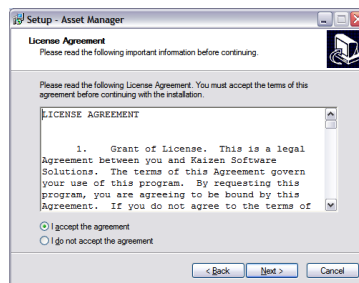 Setup - Asset Manager
License Agreement
Please read the following important information before continuing.
Please read the following License Agreement. You must accept the terms of this
agreement before continuing with the installation.
LICENSE AGREEMENT
1. Grant of License. This is a legal
Agreement between you and Kaizen Software
Solutions. The terms of this Agreement govern
your use of this program. By requesting this
program, you are agreeing to be bound by this
Agreement. If you do not agree to the terms of
I accept the agreement
I do not accept the agreement
< Back Next > Cancel